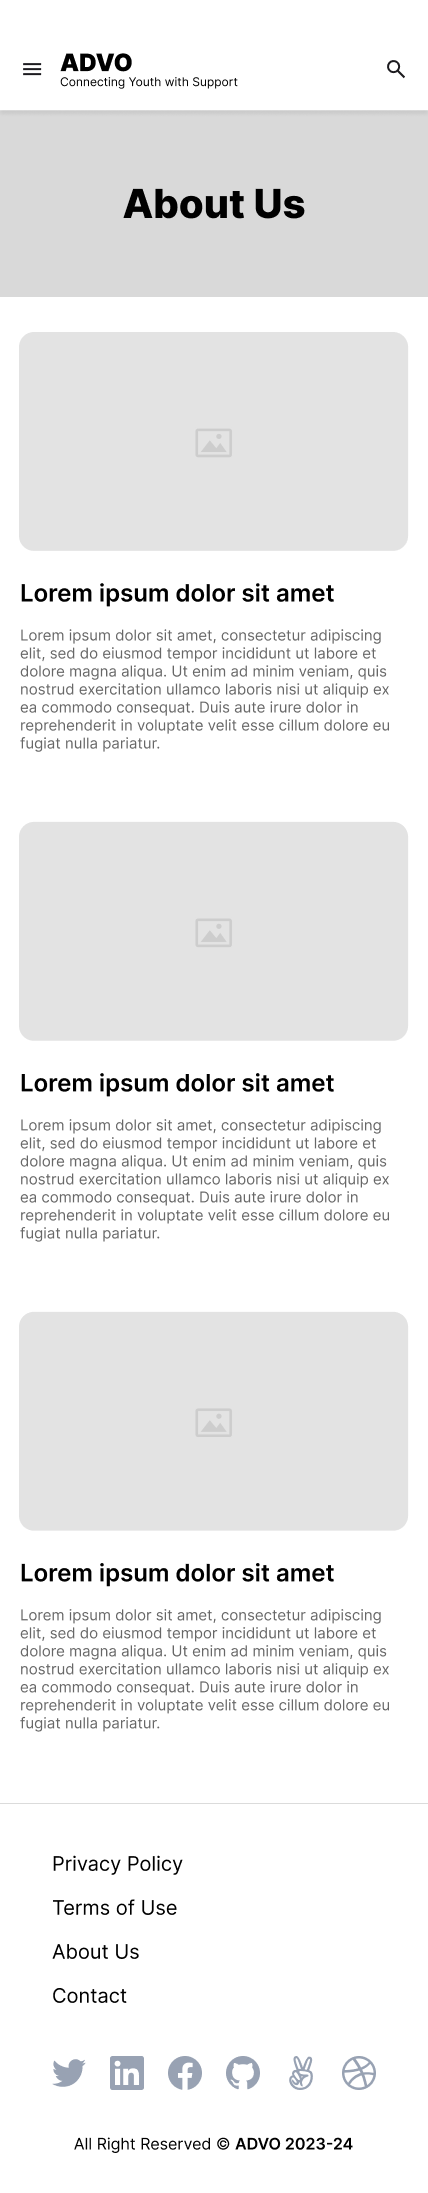 ADVO
Connecting Youth with Support
About Us
Lorem ipsum dolor sit amet
Lorem ipsum dolor sit amet, consectetur adipiscing
elit, sed do eiusmod tempor incididunt ut labore et
dolore magna aliqua. Ut enim ad minim veniam, quis
nostrud exercitation ullamco laboris nisi ut aliquip ex
ea commodo consequat. Duis aute irure dolor in
reprehenderit in voluptate velit esse cillum dolore eu
fugiat nulla pariatur.
Lorem ipsum dolor sit amet
Lorem ipsum dolor sit amet, consectetur adipiscing
elit, sed do eiusmod tempor incididunt ut labore et
dolore magna aliqua. Ut enim ad minim veniam, quis
nostrud exercitation ullamco laboris nisi ut aliquip ex
ea commodo consequat. Duis aute irure dolor in
reprehenderit in voluptate velit esse cillum dolore eu
fugiat nulla pariatur.
Lorem ipsum dolor sit amet
Lorem ipsum dolor sit amet, consectetur adipiscing
elit, sed do eiusmod tempor incididunt ut labore et
dolore magna aliqua. Ut enim ad minim veniam, quis
nostrud exercitation ullamco laboris nisi ut aliquip ex
ea commodo consequat. Duis aute irure dolor in
reprehenderit in voluptate velit esse cillum dolore eu
fugiat nulla pariatur.
Privacy Policy
Terms of Use
About Us
Contact
All Right Reserved © ADVO 2023-24